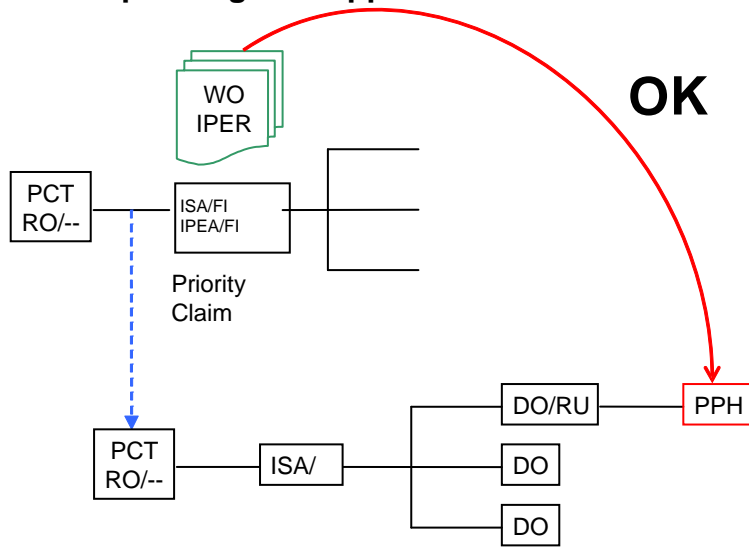 WO
IPER
OK
PCT
RO/--
ISA/FI
IPEA/FI
Priority
Claim
DO/RU
PPH
PCT
RO/--
ISA/
DO
DO